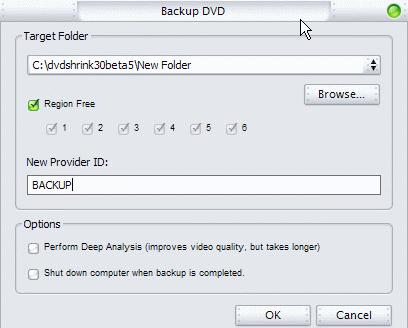 Backup DVD
Target Folder
C:\dvdshrink30beta5\New Folder
Browse...
Region Free
1 2 3 4 5 6
New Provider ID:
BACKUP
Options
Perform Deep Analysis (improves video quality, but takes longer)
Shut down computer when backup is completed.
OK Cancel